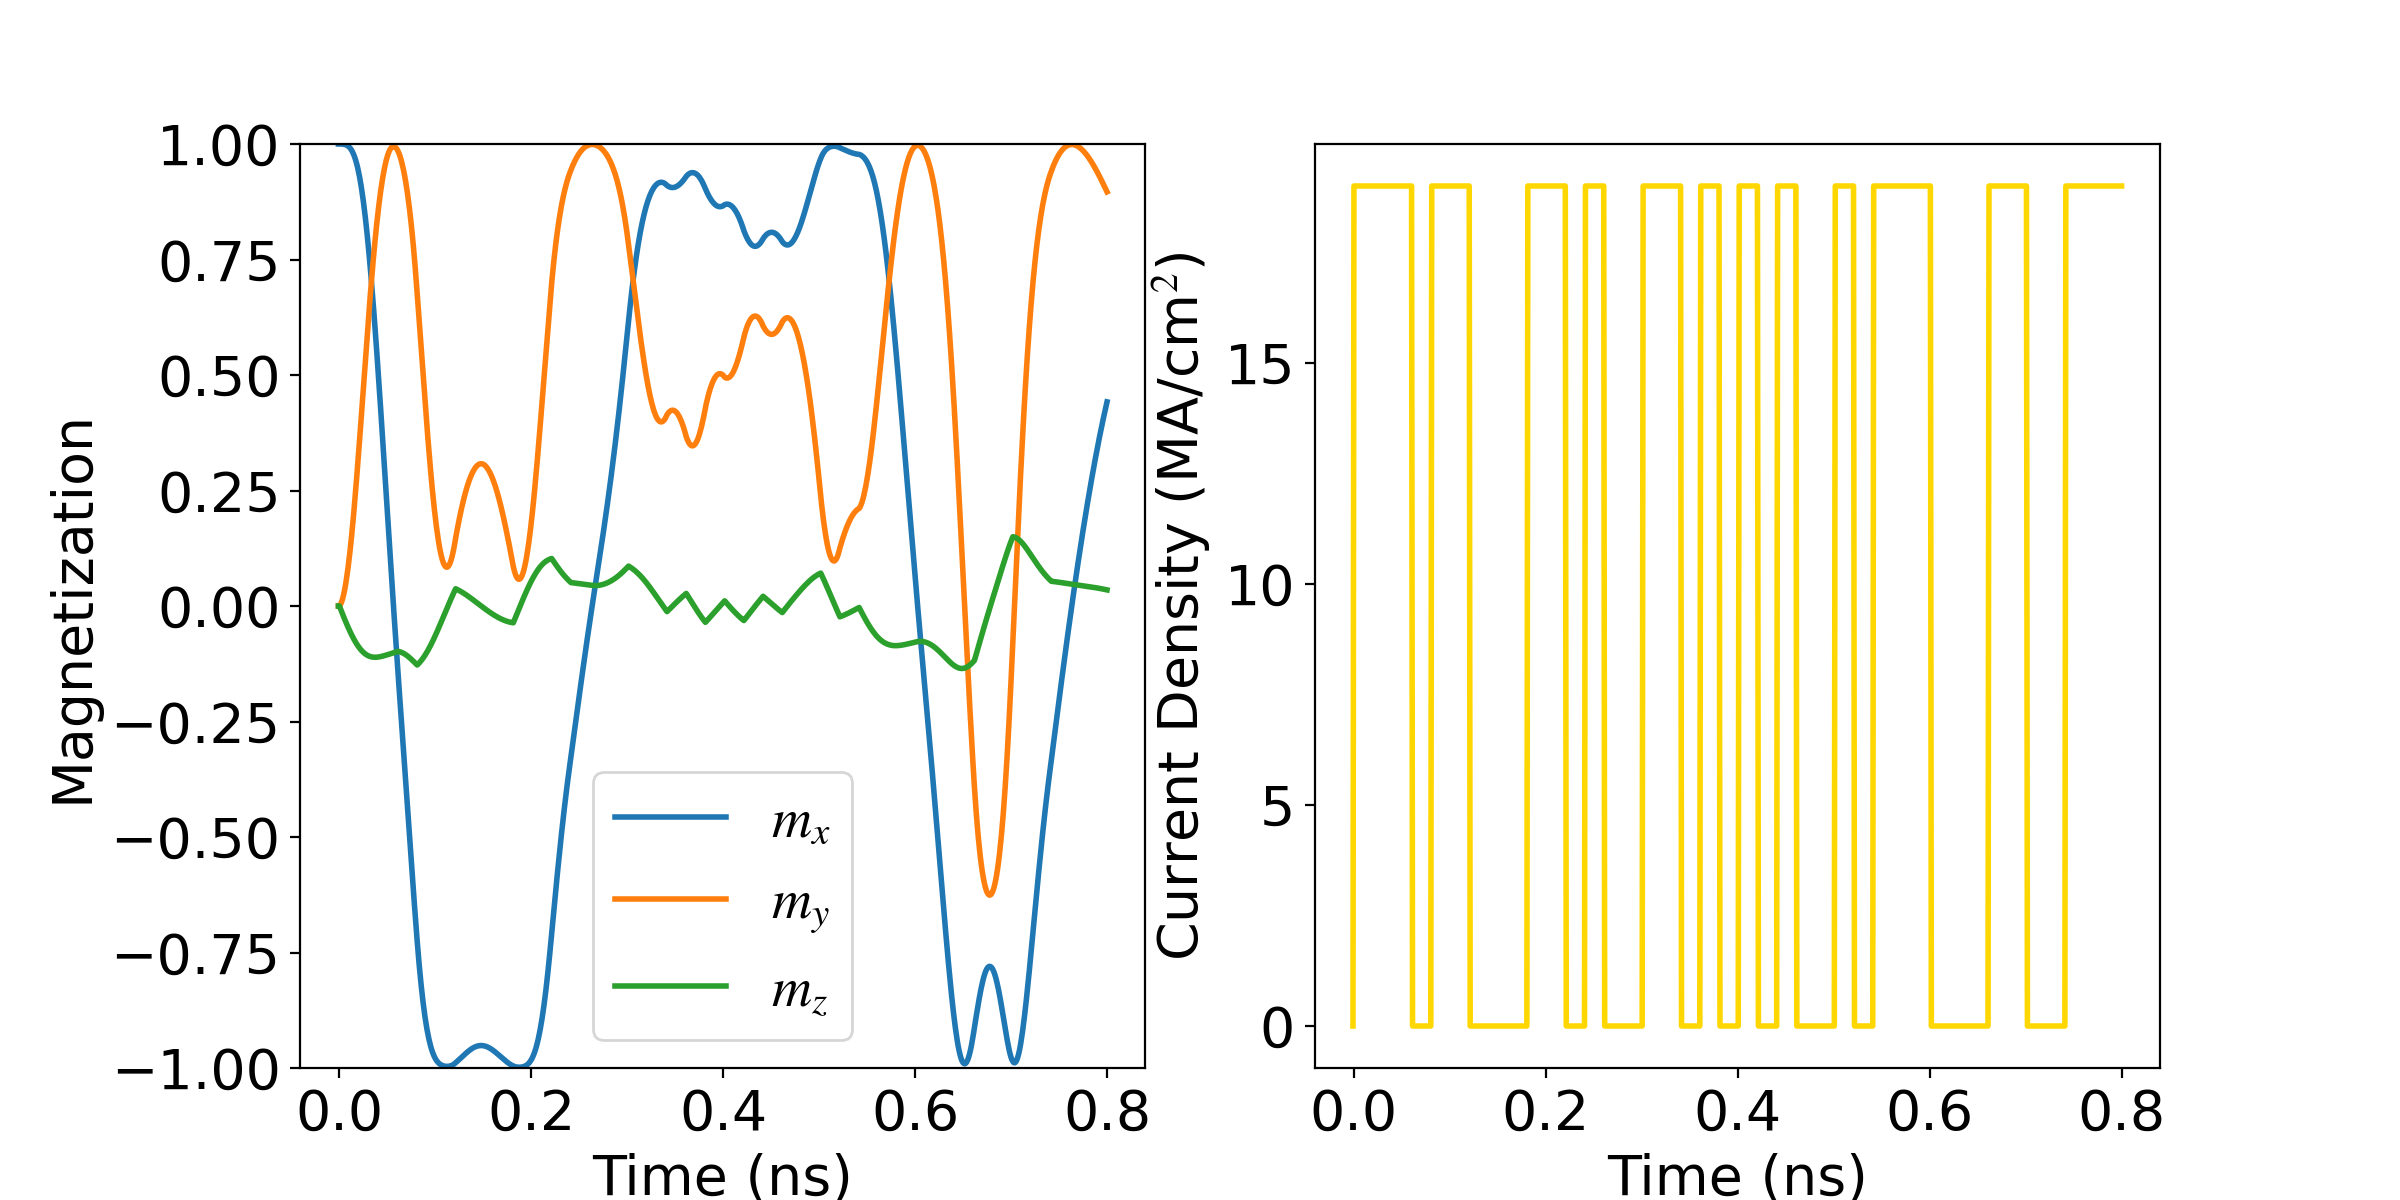 Magnetization
1.00
0.75
0.50
0.25
0.00
−0.25
−0.50
−0.75
−1.00
0.0 0.2 0.4 0.6 0.8
Time (ns)
m_x
m_y
m_z
Current Density (MA/cm²)
15
10
5
0
0.0 0.2 0.4 0.6 0.8
Time (ns)